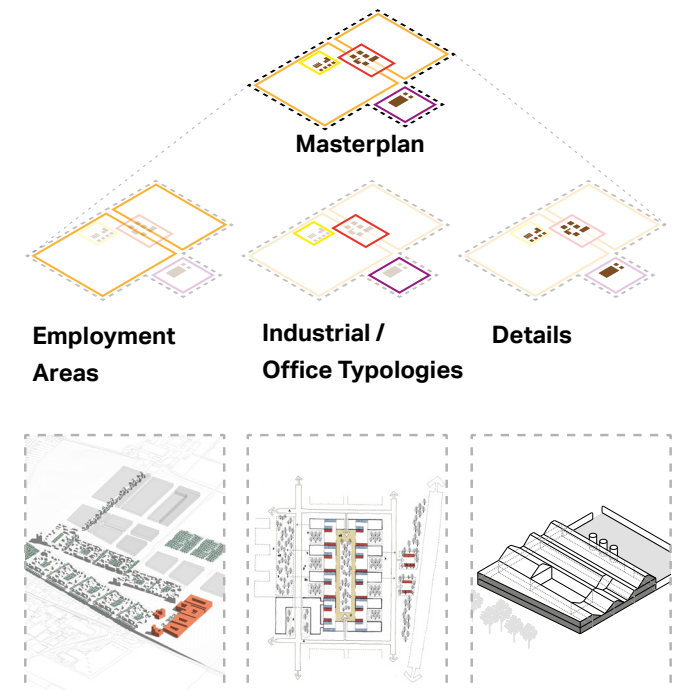 Masterplan
Employment
Areas
Industrial /
Office Typologies
Details